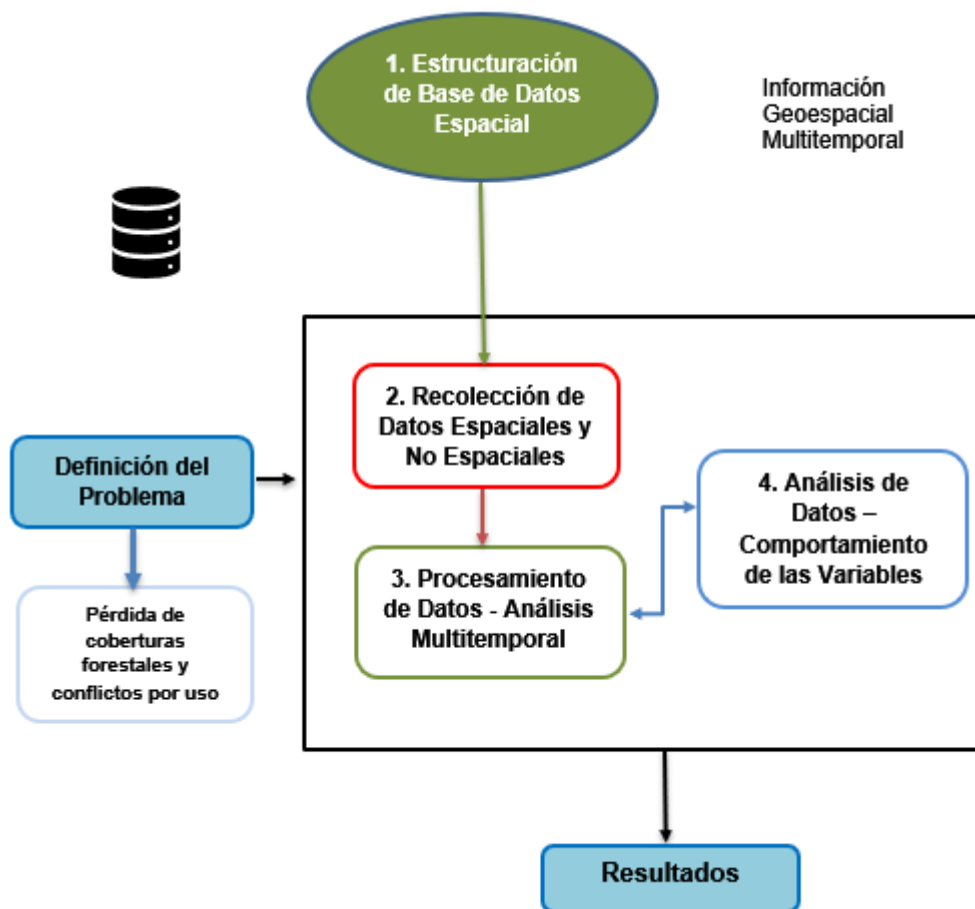 1. Estructuración
de Base de Datos
Espacial
Información
Geoespacial
Multitemporal
2. Recolección de
Datos Espaciales y
No Espaciales
Definición del
Problema
4. Análisis de
Datos –
Comportamiento
de las Variables
3. Procesamiento
de Datos - Análisis
Multitemporal
Pérdida de
coberturas
forestales y
conflictos por uso
Resultados